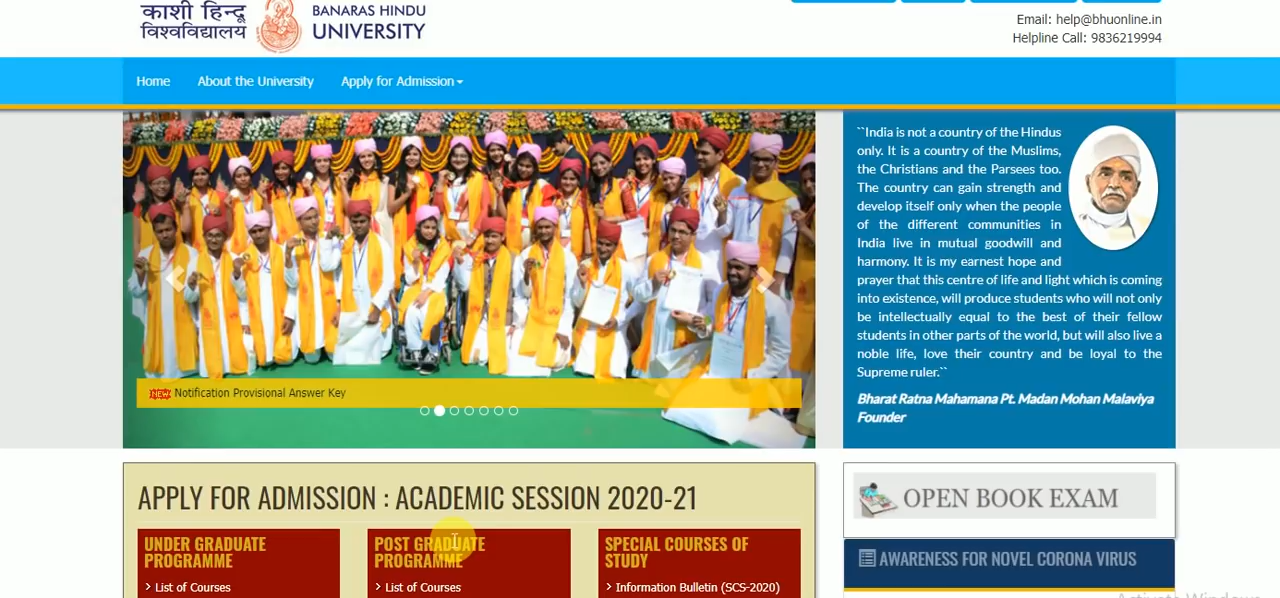 काशी हिन्दू
विश्वविद्यालय
BANARAS HINDU
UNIVERSITY
Email: help@bhuonline.in
Helpline Call: 9836219994
Home
About the University
Apply for Admission
``India is not a country of the Hindus
only. It is a country of the Muslims,
the Christians and the Parsees too.
The country can gain strength and
develop itself only when the people
of the different communities in
India live in mutual goodwill and
harmony. It is my earnest hope and
prayer that this centre of life and light which is coming
into existence, will produce students who will not only
be intellectually equal to the best of their fellow
students in other parts of the world, but will also live a
noble life, love their country and be loyal to the
Supreme ruler.``
Bharat Ratna Mahamana Pt. Madan Mohan Malaviya
Founder
NEW Notification Provisional Answer Key
APPLY FOR ADMISSION : ACADEMIC SESSION 2020-21
UNDER GRADUATE
PROGRAMME
> List of Courses
POST GRADUATE
PROGRAMME
> List of Courses
SPECIAL COURSES OF
STUDY
> Information Bulletin (SCS-2020)
OPEN BOOK EXAM
AWARENESS FOR NOVEL CORONA VIRUS